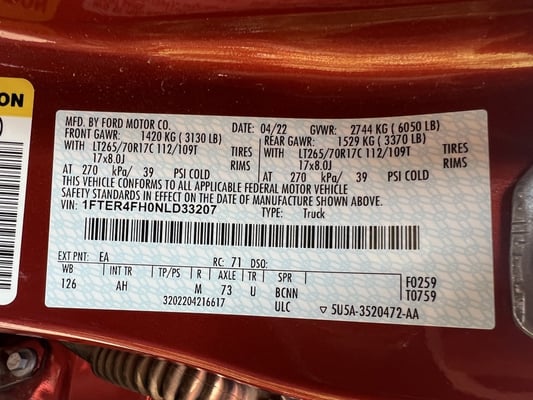 ON
)
MFD. BY FORD MOTOR CO.
DATE: 04/22 GVWR: 2744 KG ( 6050 LB)
FRONT GAWR: 1420 KG ( 3130 LB)
REAR GAWR: 1529 KG ( 3370 LB)
WITH LT265/70R17C 112/109T TIRES
WITH LT265/70R17C 112/109T TIRES
17x8.0J RIMS
17x8.0J RIMS
AT 270 kPa/ 39 PSI COLD
AT 270 kPa/ 39 PSI COLD
THIS VEHICLE CONFORMS TO ALL APPLICABLE FEDERAL MOTOR VEHICLE
SAFETY STANDARDS IN EFFECT ON THE DATE OF MANUFACTURE SHOWN ABOVE.
VIN: 1FTER4FH0NLD33207 TYPE: Truck
EXT PNT: EA RC: 71 DSO:
WB INT TR TP/PS R AXLE TR SPR
126 AH M 73 U BCNN
F0259
T0759
3202204216617 ULC ▽ 5U5A-3520472-AA